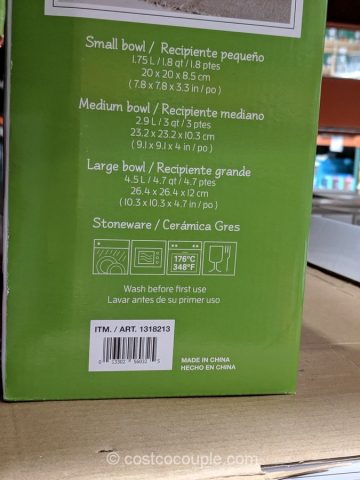 Small bowl / Recipiente pequeño
1.75 L / 1.8 qt / 1.8 ptes
20 x 20 x 8.5 cm
( 7.8 x 7.8 x 3.3 in / po )
Medium bowl / Recipiente mediano
2.9 L / 3 qt / 3 ptes
23.2 x 23.2 x 10.3 cm
( 9.1 x 9.1 x 4 in / po )
Large bowl / Recipiente grande
4.5 L / 4.7 qt / 4.7 ptes
26.4 x 26.4 x 12 cm
( 10.3 x 10.3 x 4.7 in / po )
Stoneware / Cerámica Gres
176°C
348°F
Wash before first use
Lavar antes de su primer uso
ITM. / ART. 1318213
MADE IN CHINA
HECHO EN CHINA
© costcocouple.com